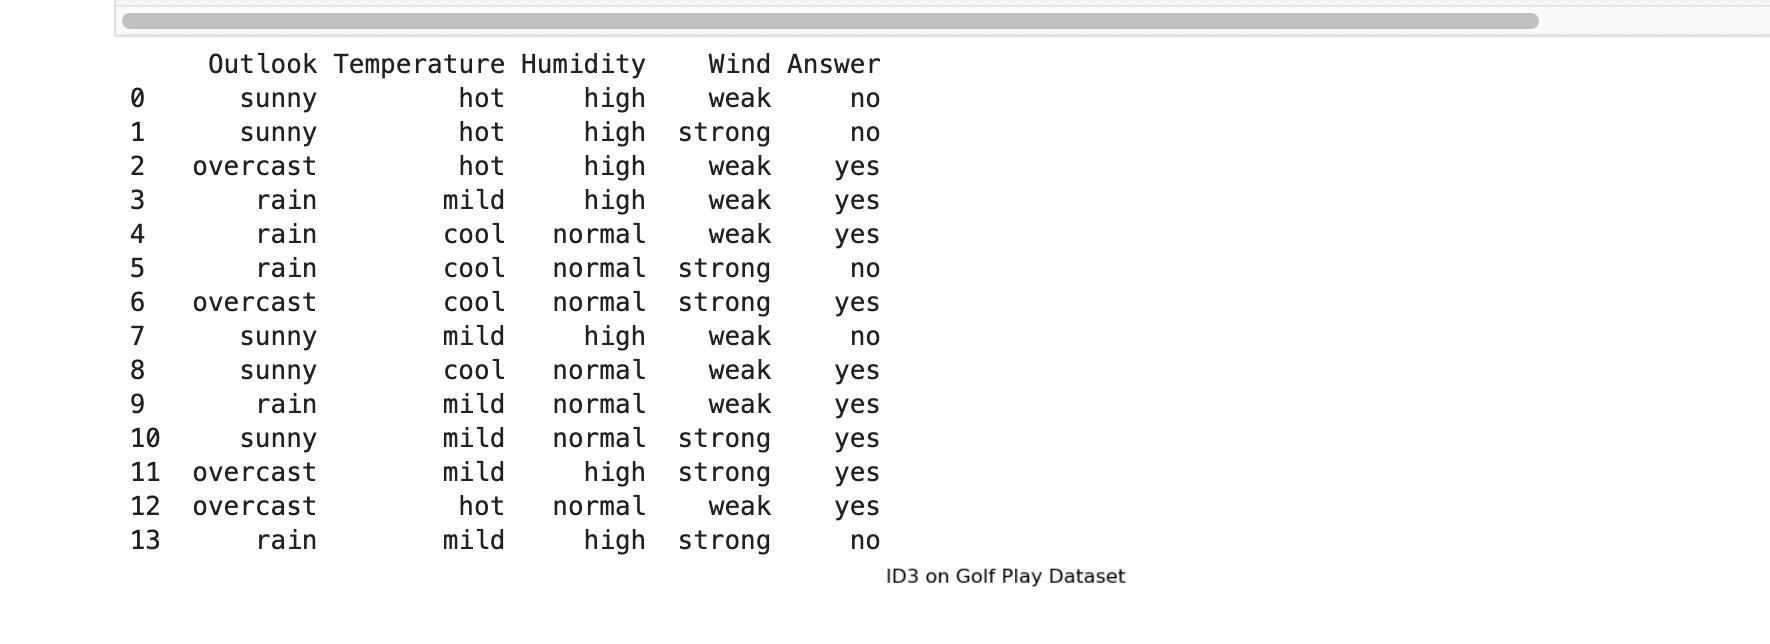 Outlook Temperature Humidity Wind Answer
0 sunny hot high weak no
1 sunny hot high strong no
2 overcast hot high weak yes
3 rain mild high weak yes
4 rain cool normal weak yes
5 rain cool normal strong no
6 overcast cool normal strong yes
7 sunny mild high weak no
8 sunny cool normal weak yes
9 rain mild normal weak yes
10 sunny mild normal strong yes
11 overcast mild high strong yes
12 overcast hot normal weak yes
13 rain mild high strong no
ID3 on Golf Play Dataset